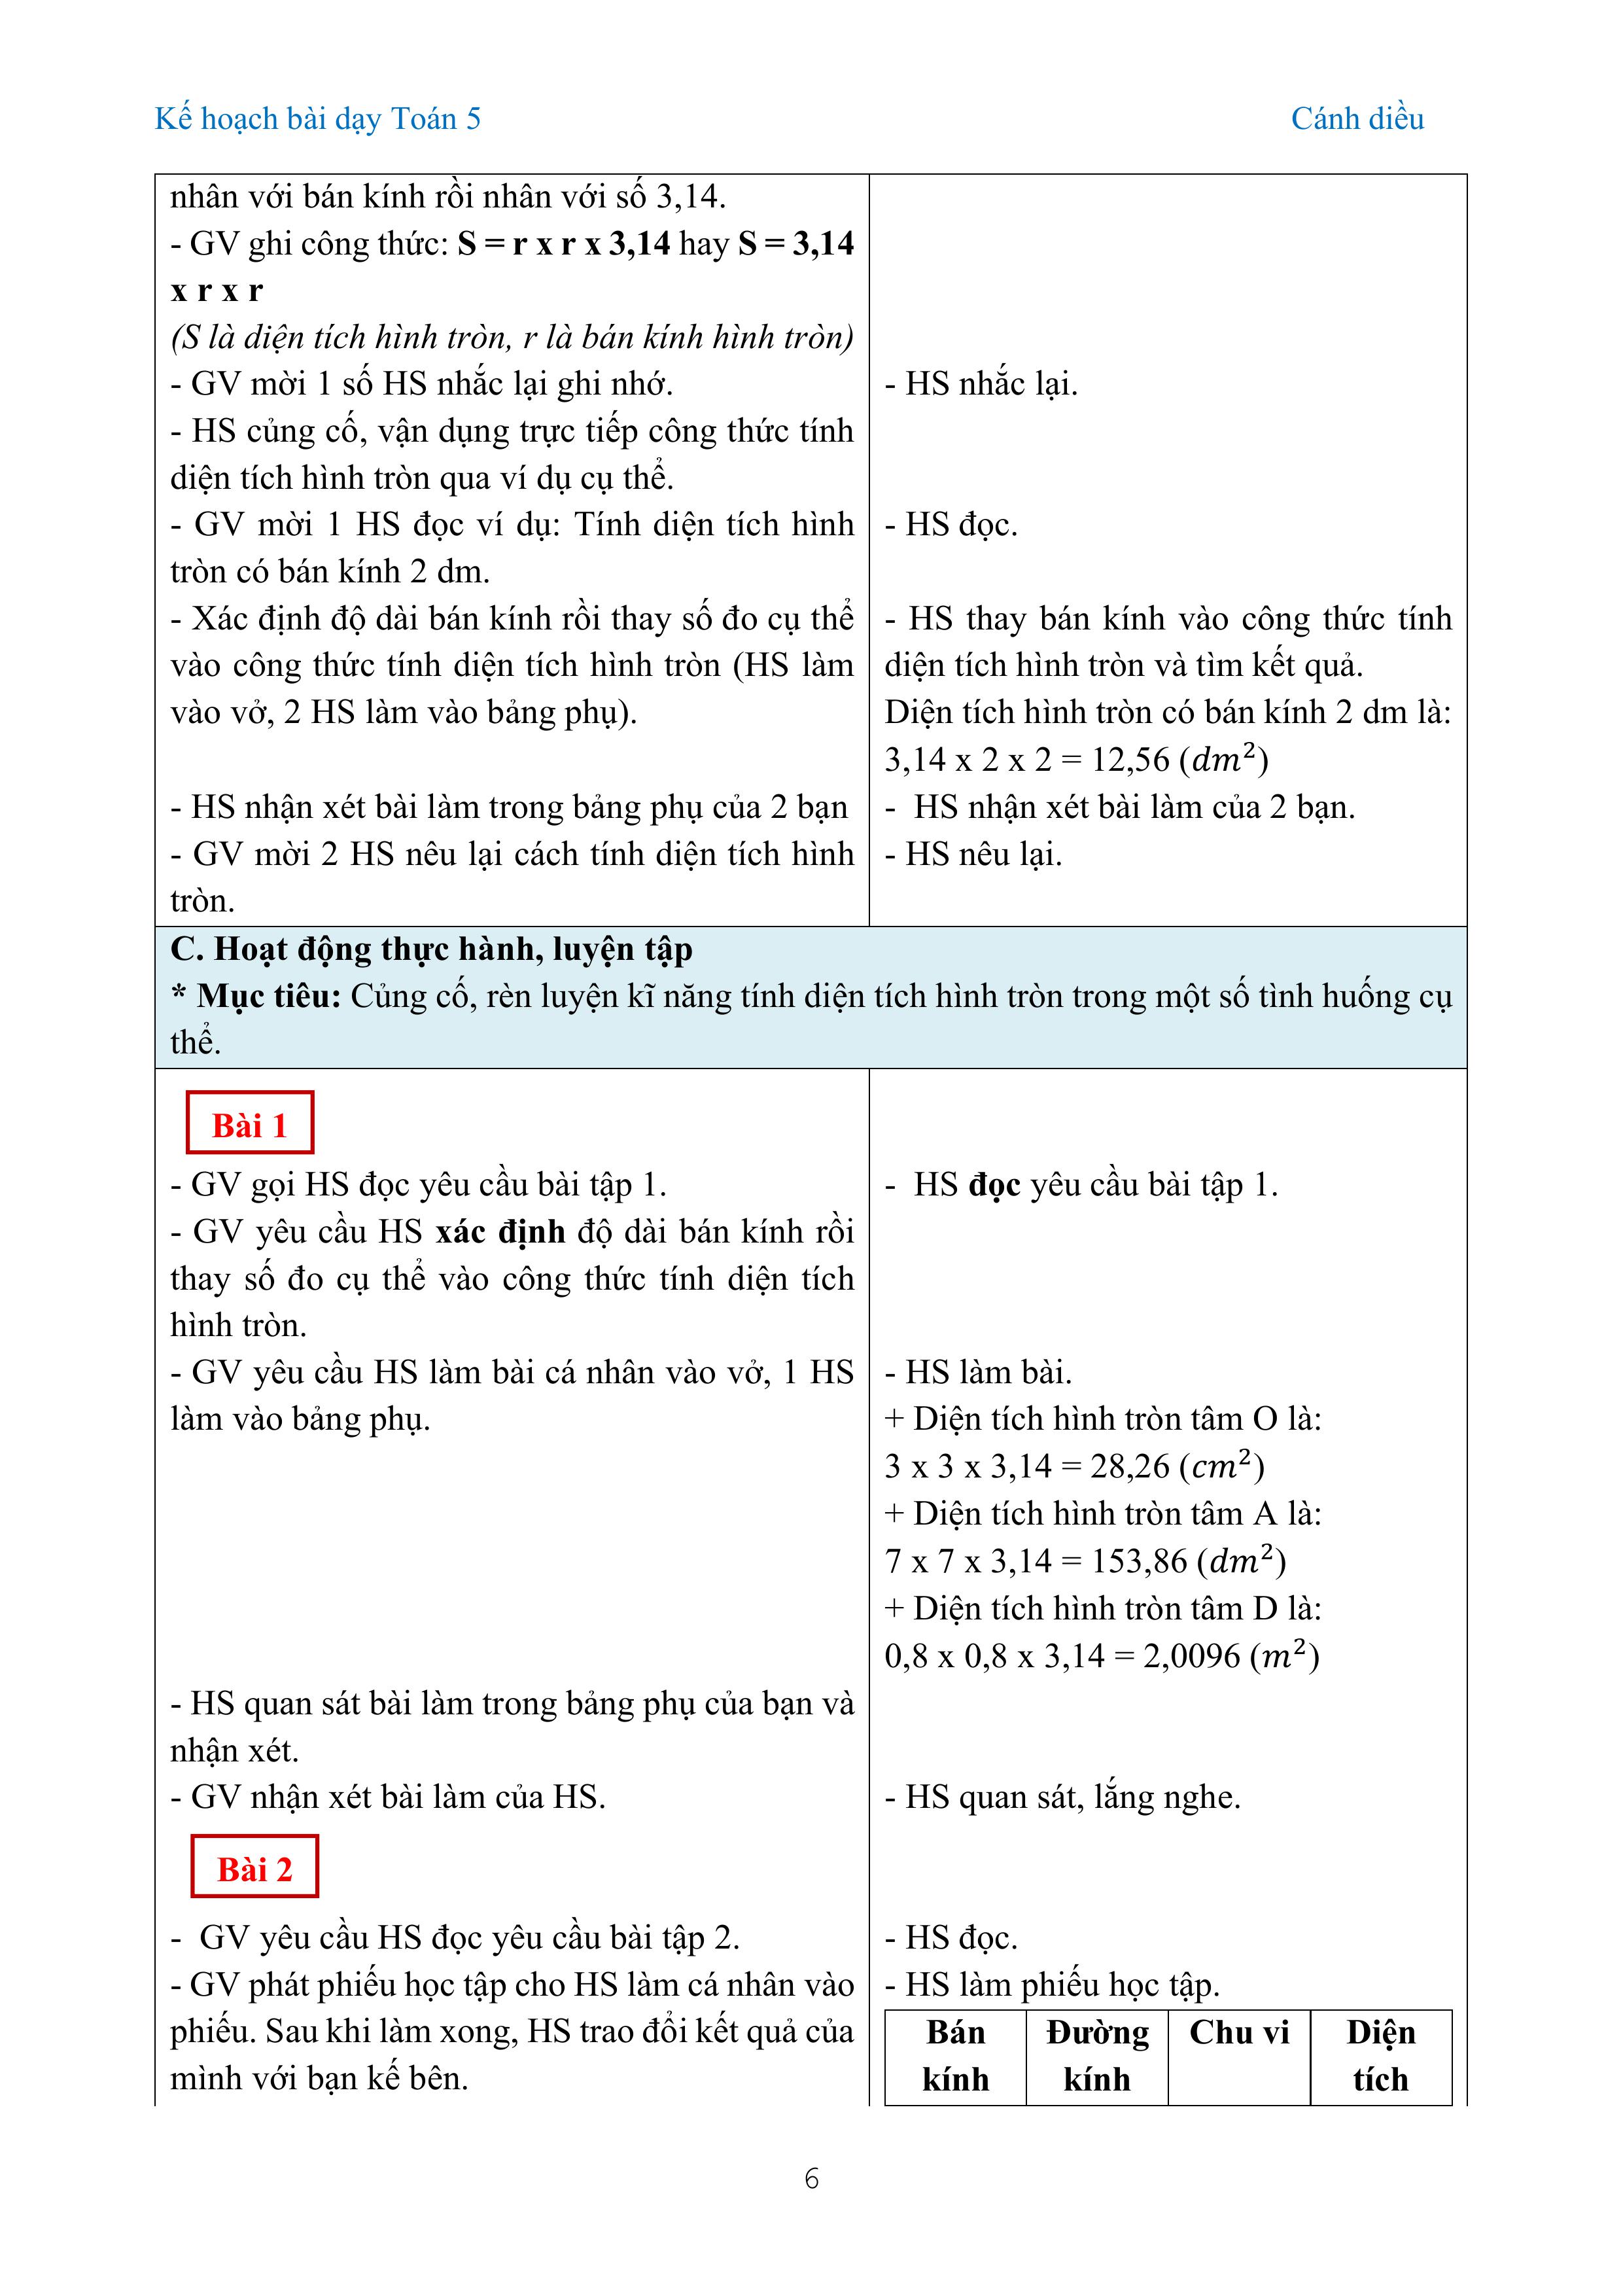 Kế hoạch bài dạy Toán 5
Cánh diều
nhân với bán kính rồi nhân với số 3,14.
- GV ghi công thức: S = r x r x 3,14 hay S = 3,14
x r x r
(S là diện tích hình tròn, r là bán kính hình tròn)
- GV mời 1 số HS nhắc lại ghi nhớ.
- HS củng cố, vận dụng trực tiếp công thức tính
diện tích hình tròn qua ví dụ cụ thể.
- GV mời 1 HS đọc ví dụ: Tính diện tích hình
tròn có bán kính 2 dm.
- Xác định độ dài bán kính rồi thay số đo cụ thể
vào công thức tính diện tích hình tròn (HS làm
vào vở, 2 HS làm vào bảng phụ).
- HS nhận xét bài làm trong bảng phụ của 2 bạn
- GV mời 2 HS nêu lại cách tính diện tích hình
tròn.
- HS nhắc lại.
- HS đọc.
- HS thay bán kính vào công thức tính
diện tích hình tròn và tìm kết quả.
Diện tích hình tròn có bán kính 2 dm là:
3,14 x 2 x 2 = 12,56 (dm²)
- HS nhận xét bài làm của 2 bạn.
- HS nêu lại.
C. Hoạt động thực hành, luyện tập
* Mục tiêu: Củng cố, rèn luyện kĩ năng tính diện tích hình tròn trong một số tình huống cụ
thể.
Bài 1
- GV gọi HS đọc yêu cầu bài tập 1.
- GV yêu cầu HS xác định độ dài bán kính rồi
thay số đo cụ thể vào công thức tính diện tích
hình tròn.
- GV yêu cầu HS làm bài cá nhân vào vở, 1 HS
làm vào bảng phụ.
- HS quan sát bài làm trong bảng phụ của bạn và
nhận xét.
- GV nhận xét bài làm của HS.
Bài 2
- GV yêu cầu HS đọc yêu cầu bài tập 2.
- GV phát phiếu học tập cho HS làm cá nhân vào
phiếu. Sau khi làm xong, HS trao đổi kết quả của
mình với bạn kế bên.
- HS đọc yêu cầu bài tập 1.
- HS làm bài.
+ Diện tích hình tròn tâm O là:
3 x 3 x 3,14 = 28,26 (cm²)
+ Diện tích hình tròn tâm A là:
7 x 7 x 3,14 = 153,86 (dm²)
+ Diện tích hình tròn tâm D là:
0,8 x 0,8 x 3,14 = 2,0096 (m²)
- HS quan sát, lắng nghe.
- HS đọc.
- HS làm phiếu học tập.
Bán Đường Chu vi Diện
kính kính tích
6